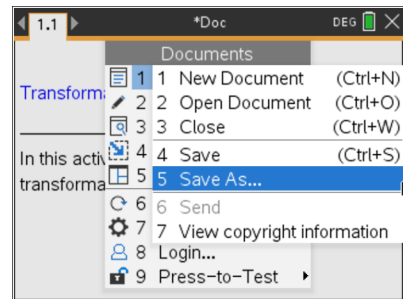 1.1 *Doc DEG
Documents
1 1 New Document (Ctrl+N)
Transforma 2 2 Open Document (Ctrl+O)
3 3 Close (Ctrl+W)
In this activ 4 4 Save (Ctrl+S)
transforma 5 5 Save As...
6 6 Send
7 7 View copyright information
8 Login...
9 Press-to-Test